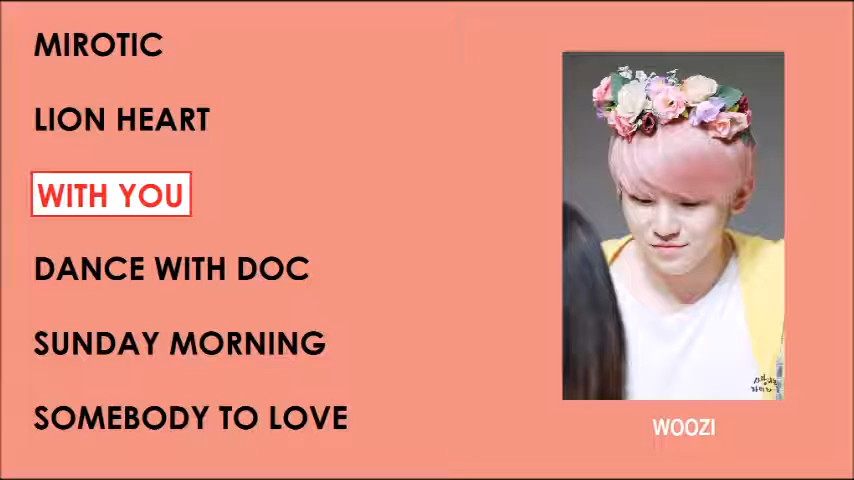 MIROTIC
LION HEART
WITH YOU
DANCE WITH DOC
SUNDAY MORNING
SOMEBODY TO LOVE
WOOZI